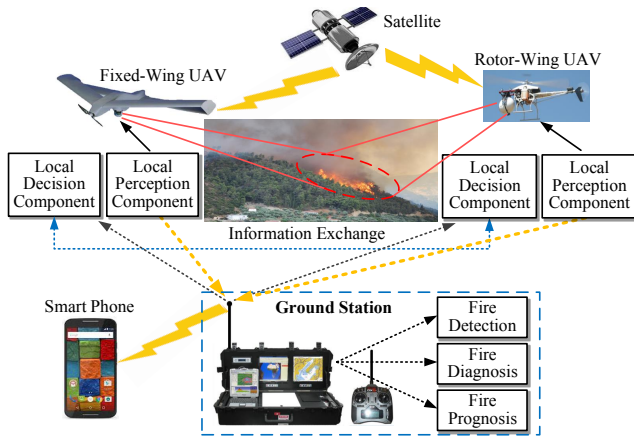 Satellite
Fixed-Wing UAV
Rotor-Wing UAV
Local
Decision
Component
Local
Perception
Component
Local
Decision
Component
Local
Perception
Component
Information Exchange
Smart Phone
Ground Station
Fire
Detection
Fire
Diagnosis
Fire
Prognosis